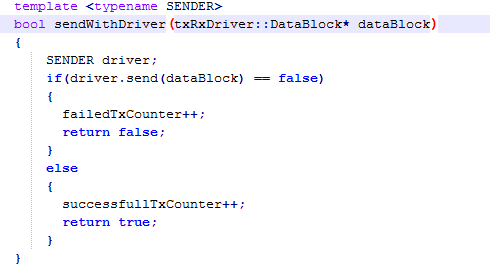 template <typename SENDER>
bool sendWithDriver(txRxDriver::DataBlock* dataBlock)
{
SENDER driver;
if(driver.send(dataBlock) == false)
{
failedTxCounter++;
return false;
}
else
{
successfullTxCounter++;
return true;
}
}